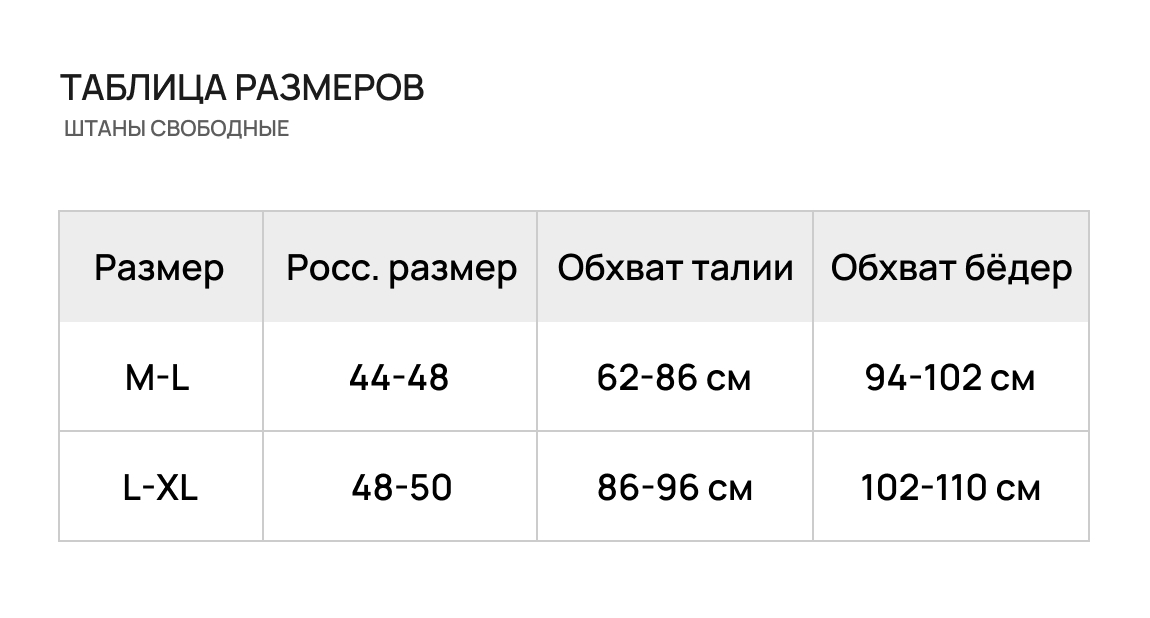 ТАБЛИЦА РАЗМЕРОВ
ШТАНЫ СВОБОДНЫЕ
Размер Росс. размер Обхват талии Обхват бёдер
M-L 44-48 62-86 см 94-102 см
L-XL 48-50 86-96 см 102-110 см